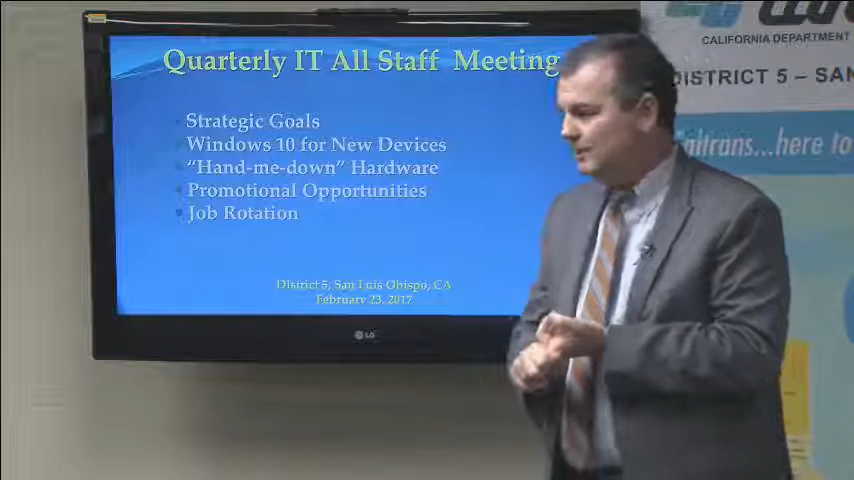 Quarterly IT All Staff Meeting
Strategic Goals
Windows 10 for New Devices
“Hand-me-down” Hardware
Promotional Opportunities
Job Rotation
District 5, San Luis Obispo, CA
February 23, 2017
LG
CALIFORNIA DEPARTMENT
DISTRICT 5 – SAN
Caltrans...here to